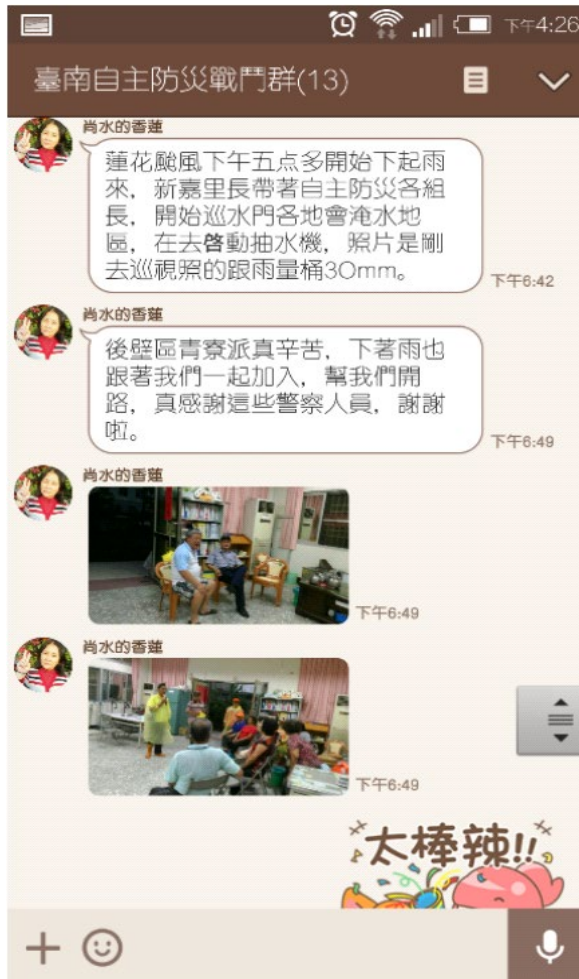 下午4:26
臺南自主防災戰鬥群(13)
尚水的香蓮
蓮花颱風下午五点多開始下起雨
來，新嘉里長帶著自主防災各組
長，開始巡水門各地會淹水地
區，在去啓動抽水機，照片是剛
去巡視照的跟雨量桶30mm。
下午6:42
尚水的香蓮
後壁區青寮派真辛苦，下著雨也
跟著我們一起加入，幫我們開
路，真感謝這些警察人員，謝謝
啦。
下午6:49
尚水的香蓮
下午6:49
尚水的香蓮
下午6:49
太棒辣!!